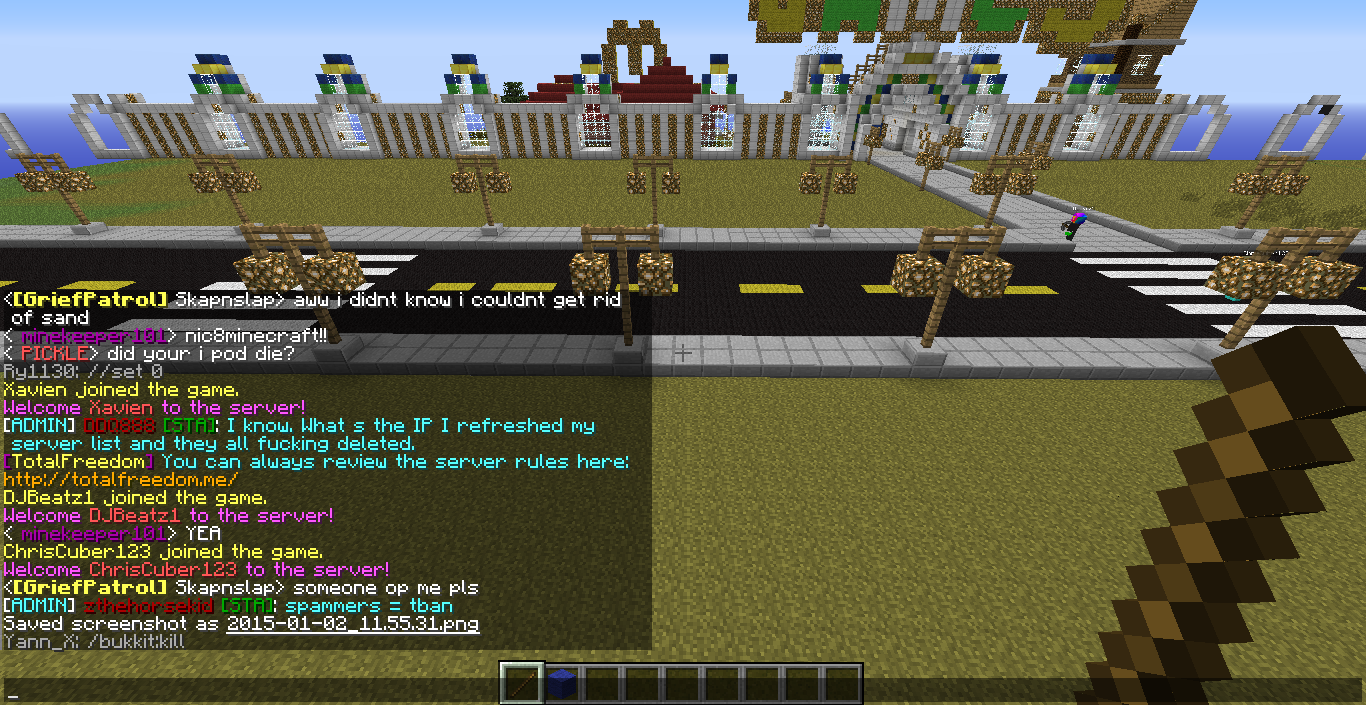 <[GriefPatrol] Skapnslap> aww i didnt know i couldnt get rid
of sand
< minekeeper101> nic8minecraft!!
< PICKLE> did your i pod die?
Ry1130: //set 0
Xavien joined the game.
Welcome Xavien to the server!
[ADMIN] DDO888 [STA]: I know. What s the IP I refreshed my
server list and they all fucking deleted.
[TotalFreedom] You can always review the server rules here:
http://totalfreedom.me/
DJBeatz1 joined the game.
Welcome DJBeatz1 to the server!
< minekeeper101> YEA
ChrisCuber123 joined the game.
Welcome ChrisCuber123 to the server!
<[GriefPatrol] Skapnslap> someone op me pls
[ADMIN] zthehorsekid [STA]: spammers = tban
Saved screenshot as 2015-01-02_11.55.31.png
Yann_X: /bukkit:kill
_